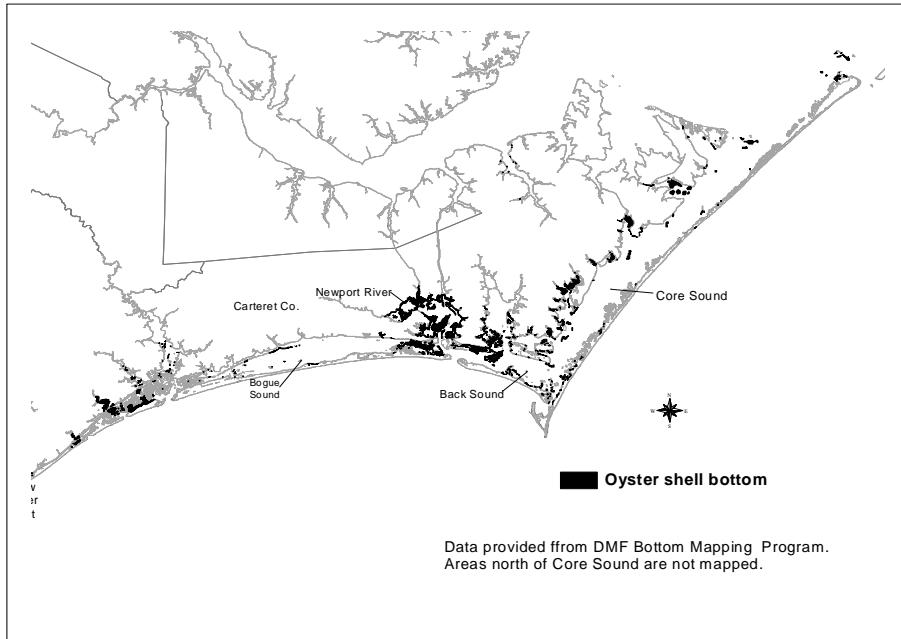 Newport River
Carteret Co.
Core Sound
Bogue
Sound
Back Sound
N
W E
S
Oyster shell bottom
w
er
t
Data provided ffrom DMF Bottom Mapping Program.
Areas north of Core Sound are not mapped.